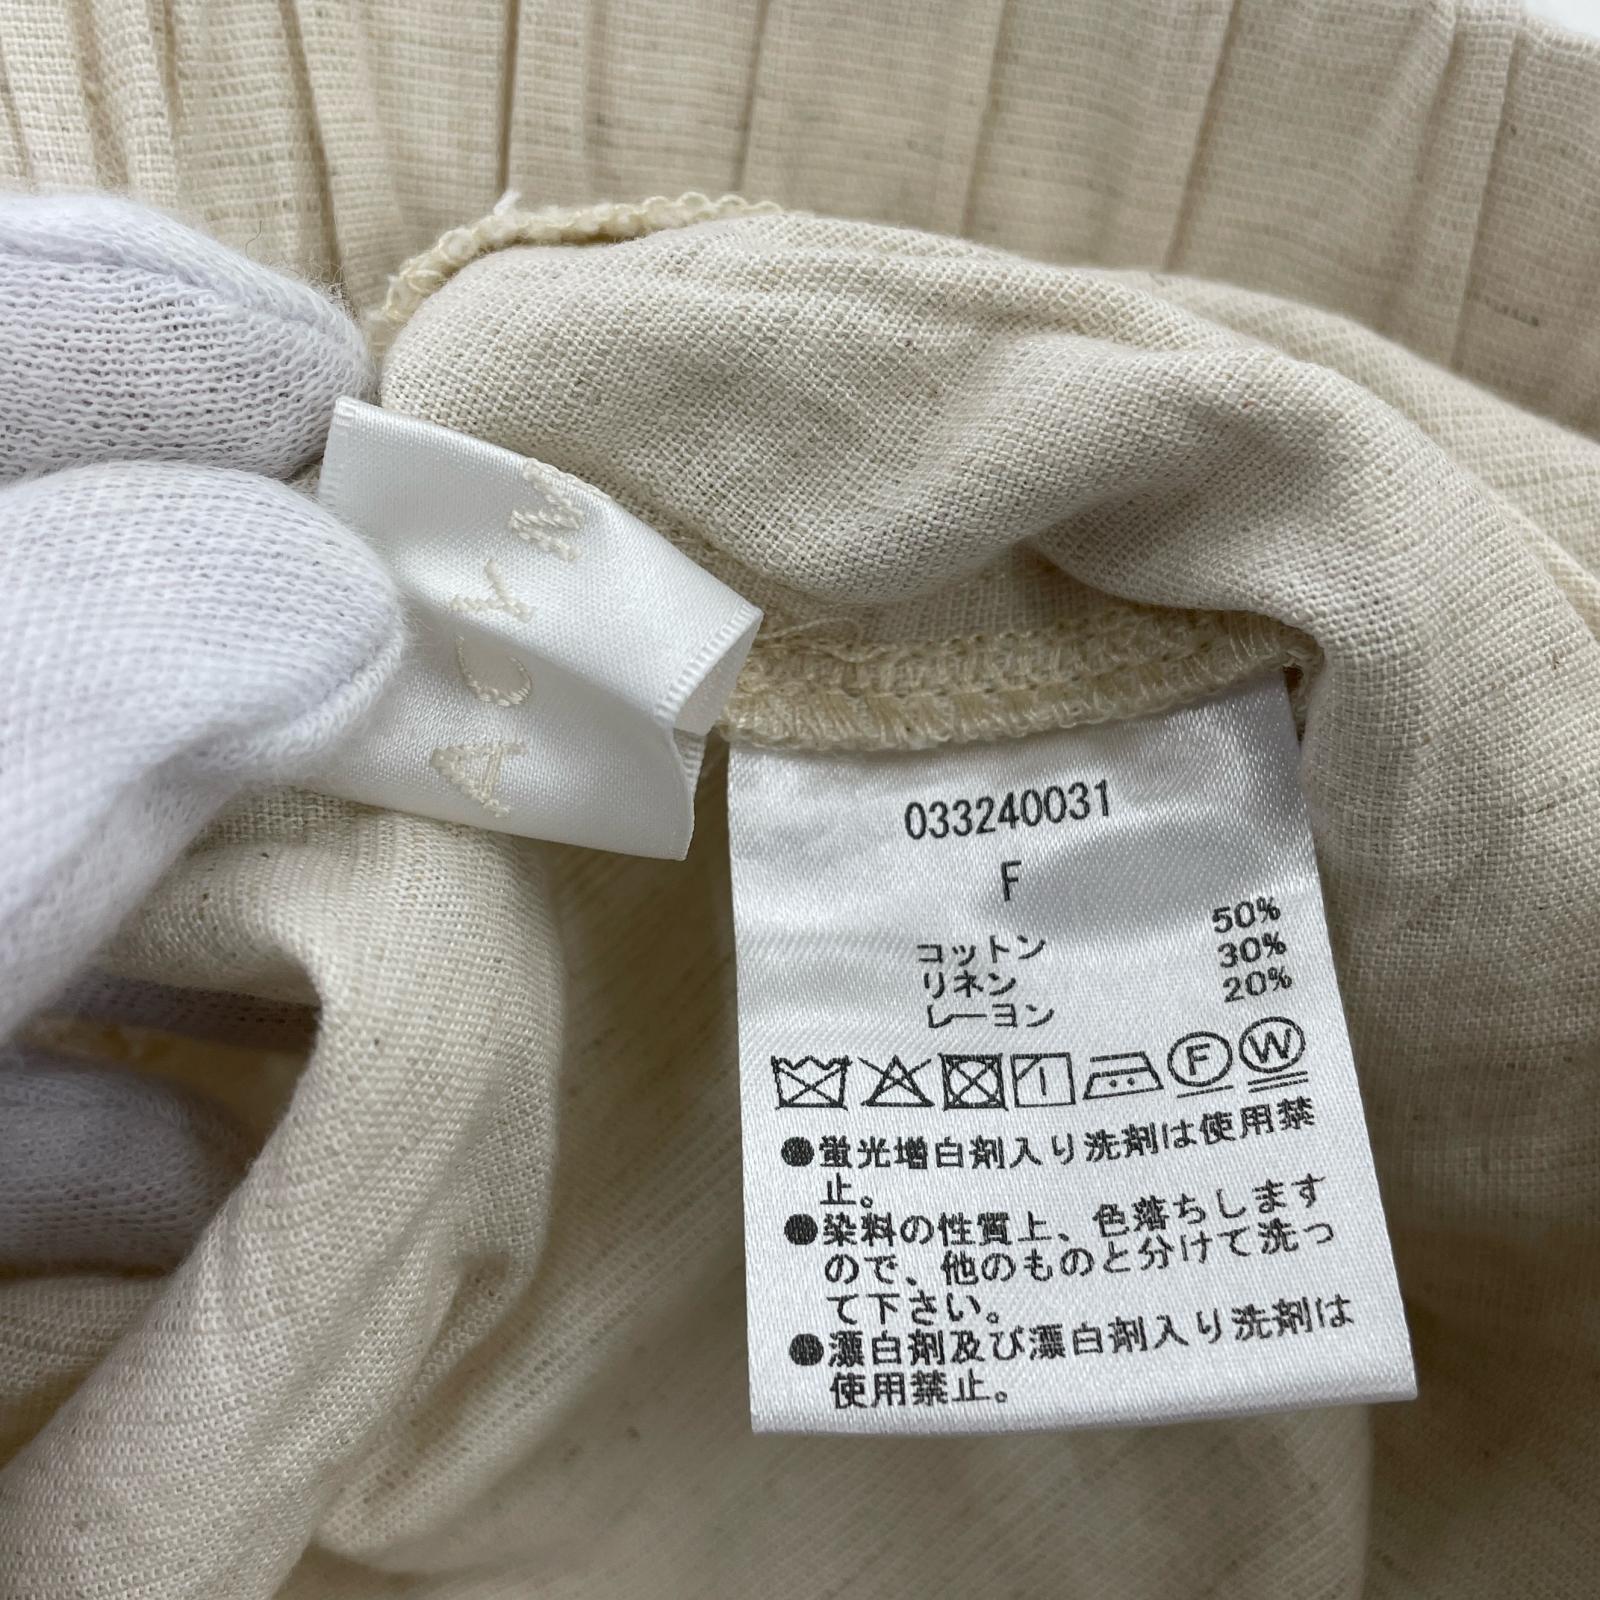 ACYM
033240031
F
コットン 50%
リネン 30%
レーヨン 20%
F W
●蛍光増白剤入り洗剤は使用禁
止。
●染料の性質上、色落ちします
ので、他のものと分けて洗っ
て下さい。
●漂白剤及び漂白剤入り洗剤は
使用禁止。